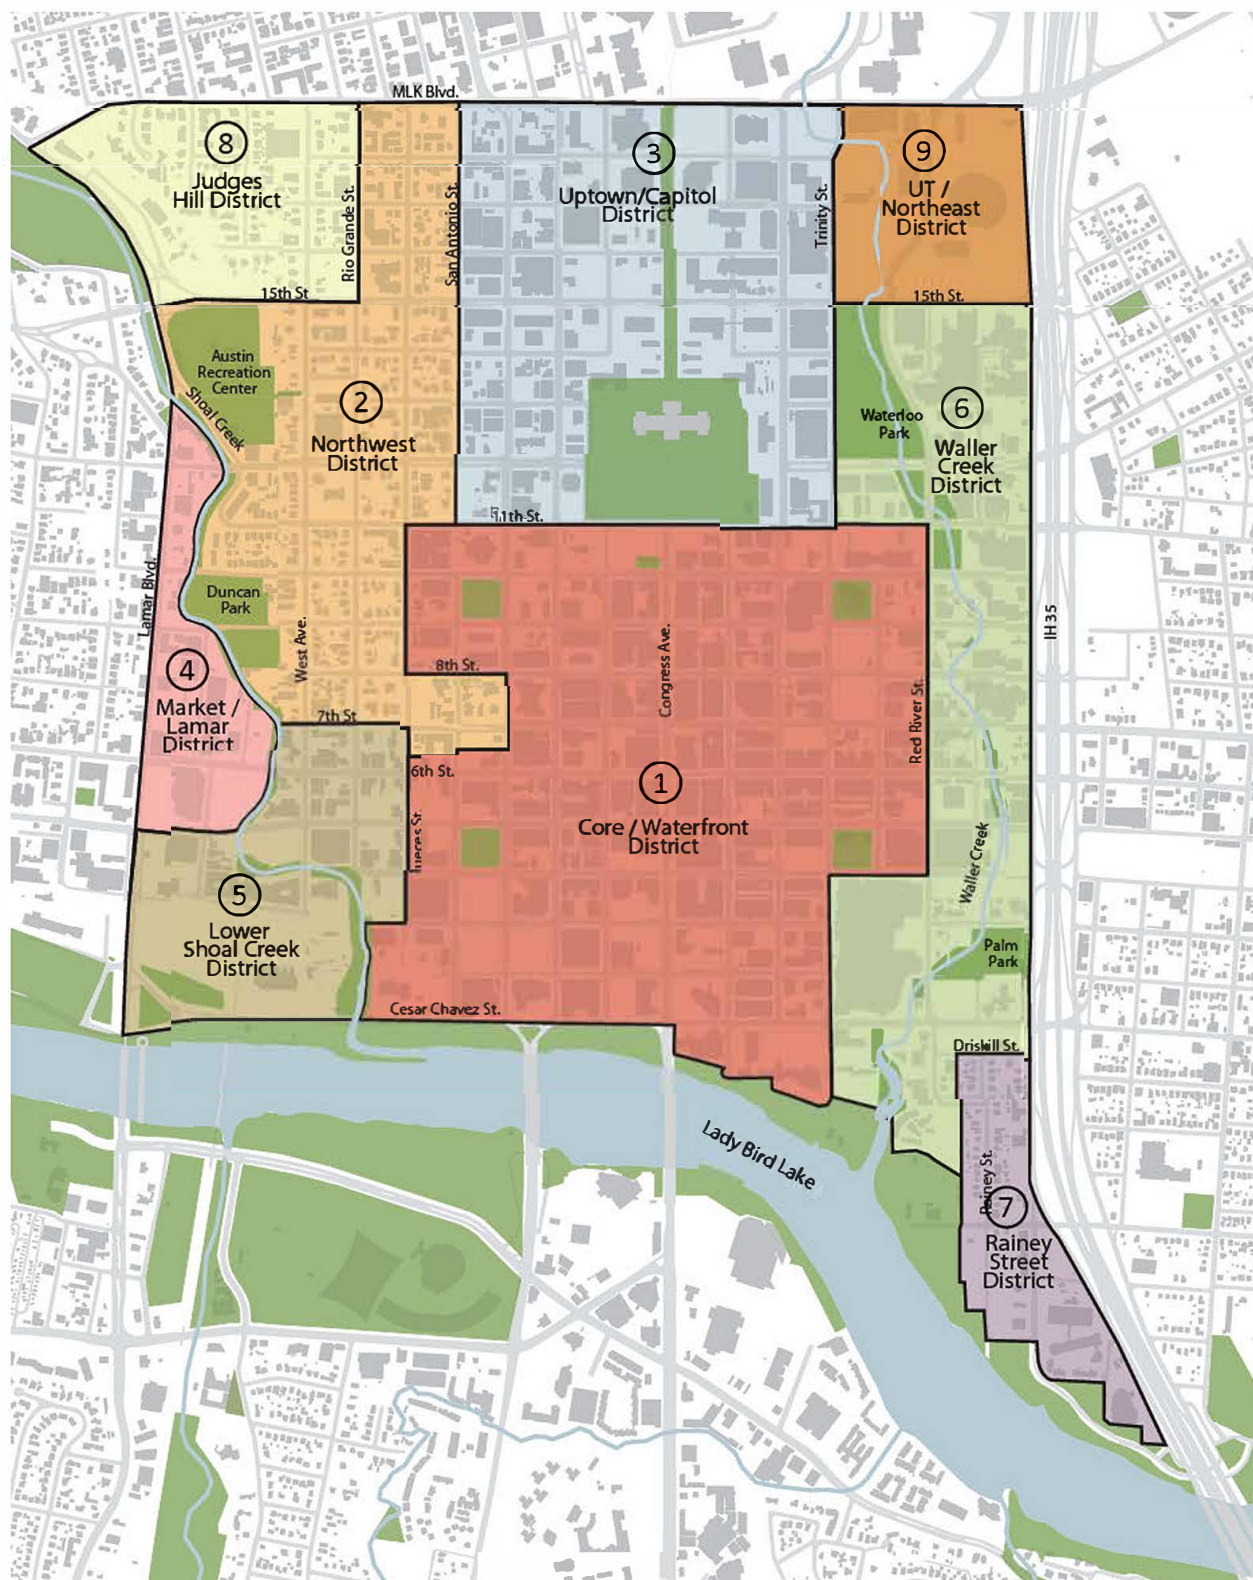 MLK Blvd.
8
Judges
Hill District
Rio Grande St.
San Antonio St.
3
Uptown/Capitol
District
Trinity St.
9
UT /
Northeast
District
15th St
15th St.
Austin
Recreation
Center
Shoal Creek
2
Northwest
District
Waterloo
Park
6
Waller
Creek
District
11th St.
Lamar Blvd.
Duncan
Park
West Ave.
IH 35
4
Market /
Lamar
District
8th St.
Congress Ave.
Red River St.
7th St
6th St.
1
Core / Waterfront
District
Waller Creek
5
Lower
Shoal Creek
District
Palm
Park
Cesar Chavez St.
Driskill St.
Lady Bird Lake
Rainey St.
7
Rainey
Street
District